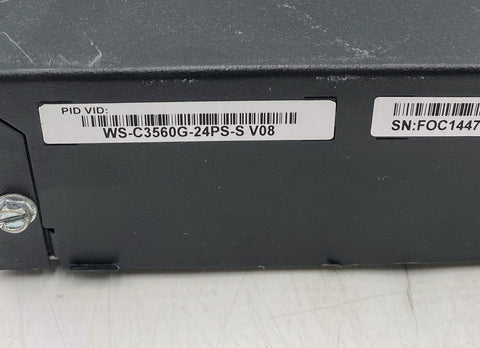 PID VID:
WS-C3560G-24PS-S V08
SN:FOC1447